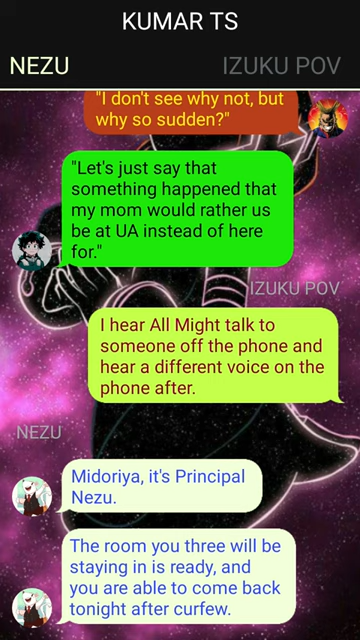 KUMAR TS
NEZU
IZUKU POV
"I don't see why not, but
why so sudden?"
"Let's just say that
something happened that
my mom would rather us
be at UA instead of here
for."
IZUKU POV
I hear All Might talk to
someone off the phone and
hear a different voice on the
phone after.
NEZU
Midoriya, it's Principal
Nezu.
The room you three will be
staying in is ready, and
you are able to come back
tonight after curfew.